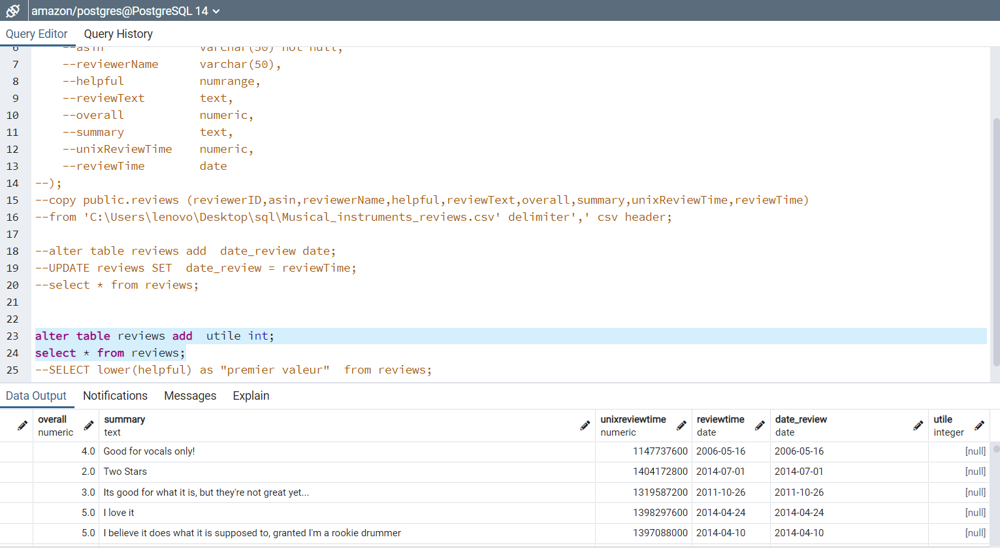 amazon/postgres@PostgreSQL 14
Query Editor Query History
6 --asin varchar(50) not null,
7 --reviewerName varchar(50),
8 --helpful numrange,
9 --reviewText text,
10 --overall numeric,
11 --summary text,
12 --unixReviewTime numeric,
13 --reviewTime date
14 --);
15 --copy public.reviews (reviewerID,asin,reviewerName,helpful,reviewText,overall,summary,unixReviewTime,reviewTime)
16 --from 'C:\Users\lenovo\Desktop\sql\Musical_instruments_reviews.csv' delimiter',' csv header;
17
18 --alter table reviews add  date_review date;
19 --UPDATE reviews SET  date_review = reviewTime;
20 --select * from reviews;
21
22
23 alter table reviews add  utile int;
24 select * from reviews;
25 --SELECT lower(helpful) as "premier valeur"  from reviews;
Data Output Notifications Messages Explain
overall summary unixreviewtime reviewtime date_review utile
numeric text numeric date date integer
4.0 Good for vocals only! 1147737600 2006-05-16 2006-05-16 [null]
2.0 Two Stars 1404172800 2014-07-01 2014-07-01 [null]
3.0 Its good for what it is, but they're not great yet... 1319587200 2011-10-26 2011-10-26 [null]
5.0 I love it 1398297600 2014-04-24 2014-04-24 [null]
5.0 I believe it does what it is supposed to, granted I'm a rookie drummer 1397088000 2014-04-10 2014-04-10 [null]